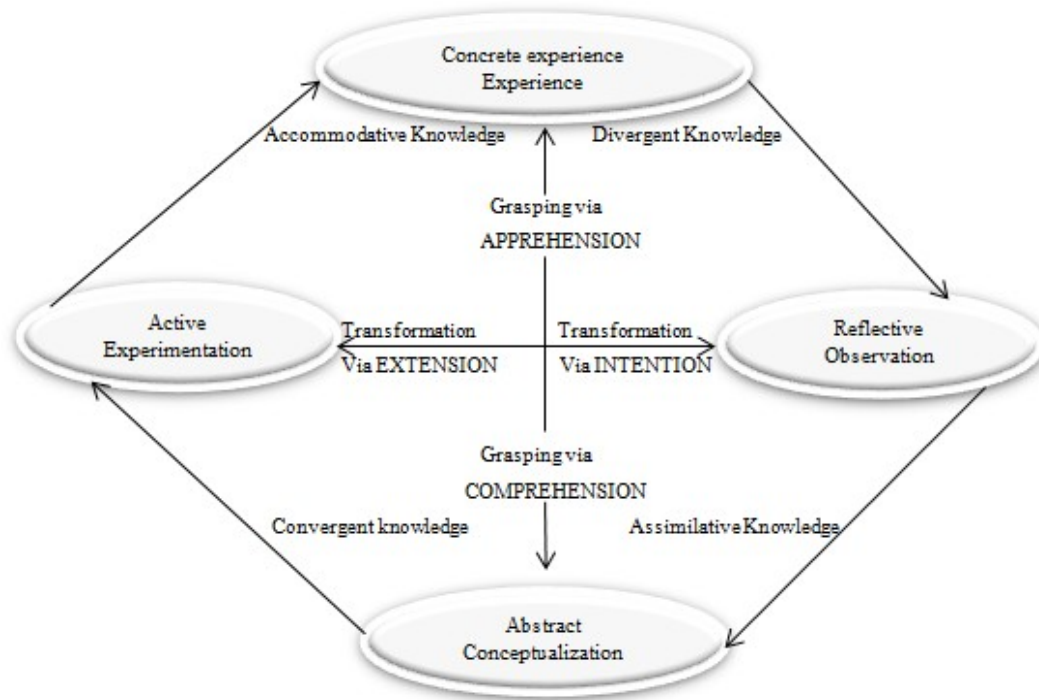 Concrete experience
Experience
Accommodative Knowledge
Divergent Knowledge
Grasping via
APPREHENSION
Active
Experimentation
Transformation
Via EXTENSION
Transformation
Via INTENTION
Reflective
Observation
Grasping via
COMPREHENSION
Convergent knowledge
Assimilative Knowledge
Abstract
Conceptualization